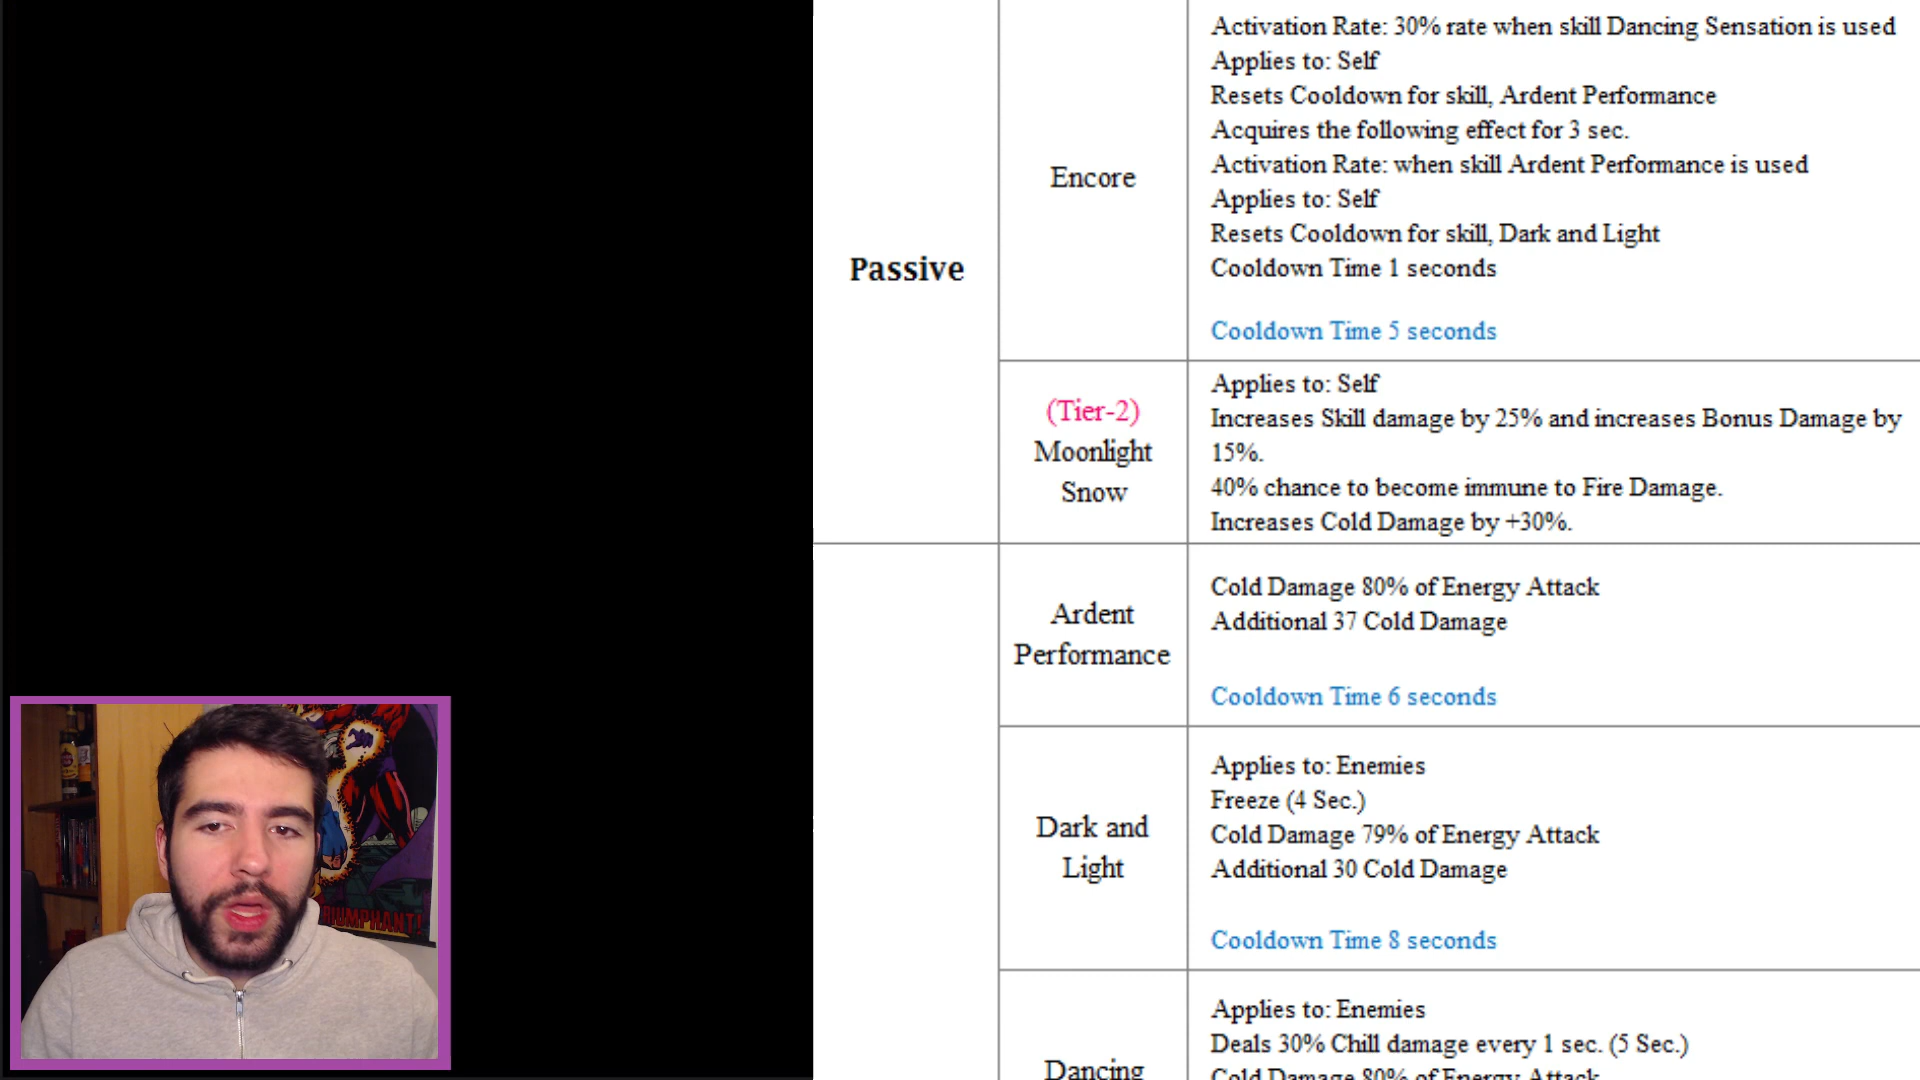 Passive
Encore
Activation Rate: 30% rate when skill Dancing Sensation is used
Applies to: Self
Resets Cooldown for skill, Ardent Performance
Acquires the following effect for 3 sec.
Activation Rate: when skill Ardent Performance is used
Applies to: Self
Resets Cooldown for skill, Dark and Light
Cooldown Time 1 seconds
Cooldown Time 5 seconds
(Tier-2)
Moonlight
Snow
Applies to: Self
Increases Skill damage by 25% and increases Bonus Damage by
15%.
40% chance to become immune to Fire Damage.
Increases Cold Damage by +30%.
Ardent
Performance
Cold Damage 80% of Energy Attack
Additional 37 Cold Damage
Cooldown Time 6 seconds
Dark and
Light
Applies to: Enemies
Freeze (4 Sec.)
Cold Damage 79% of Energy Attack
Additional 30 Cold Damage
Cooldown Time 8 seconds
Dancing
Applies to: Enemies
Deals 30% Chill damage every 1 sec. (5 Sec.)
Cold Damage 80% of Energy Attack
RIUMPHANT!